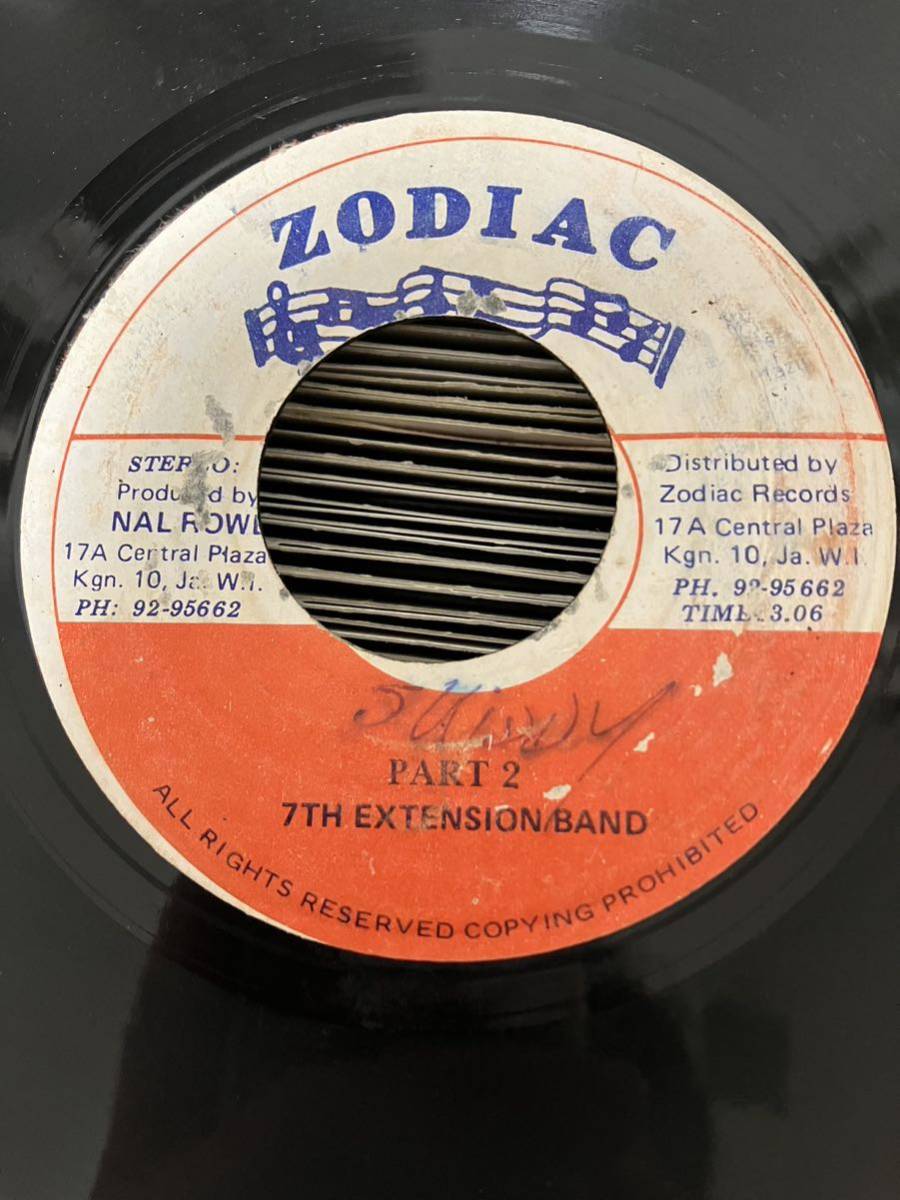 ZODIAC
STEREO:
Produced by
NAL ROWE
17A Central Plaza
Kgn. 10, Ja. W.I.
PH: 92-95662
Distributed by
Zodiac Records
17A Central Plaza
Kgn. 10, Ja. W.I.
PH. 92-95662
TIME: 3.06
PART 2
7TH EXTENSION BAND
ALL RIGHTS RESERVED COPYING PROHIBITED